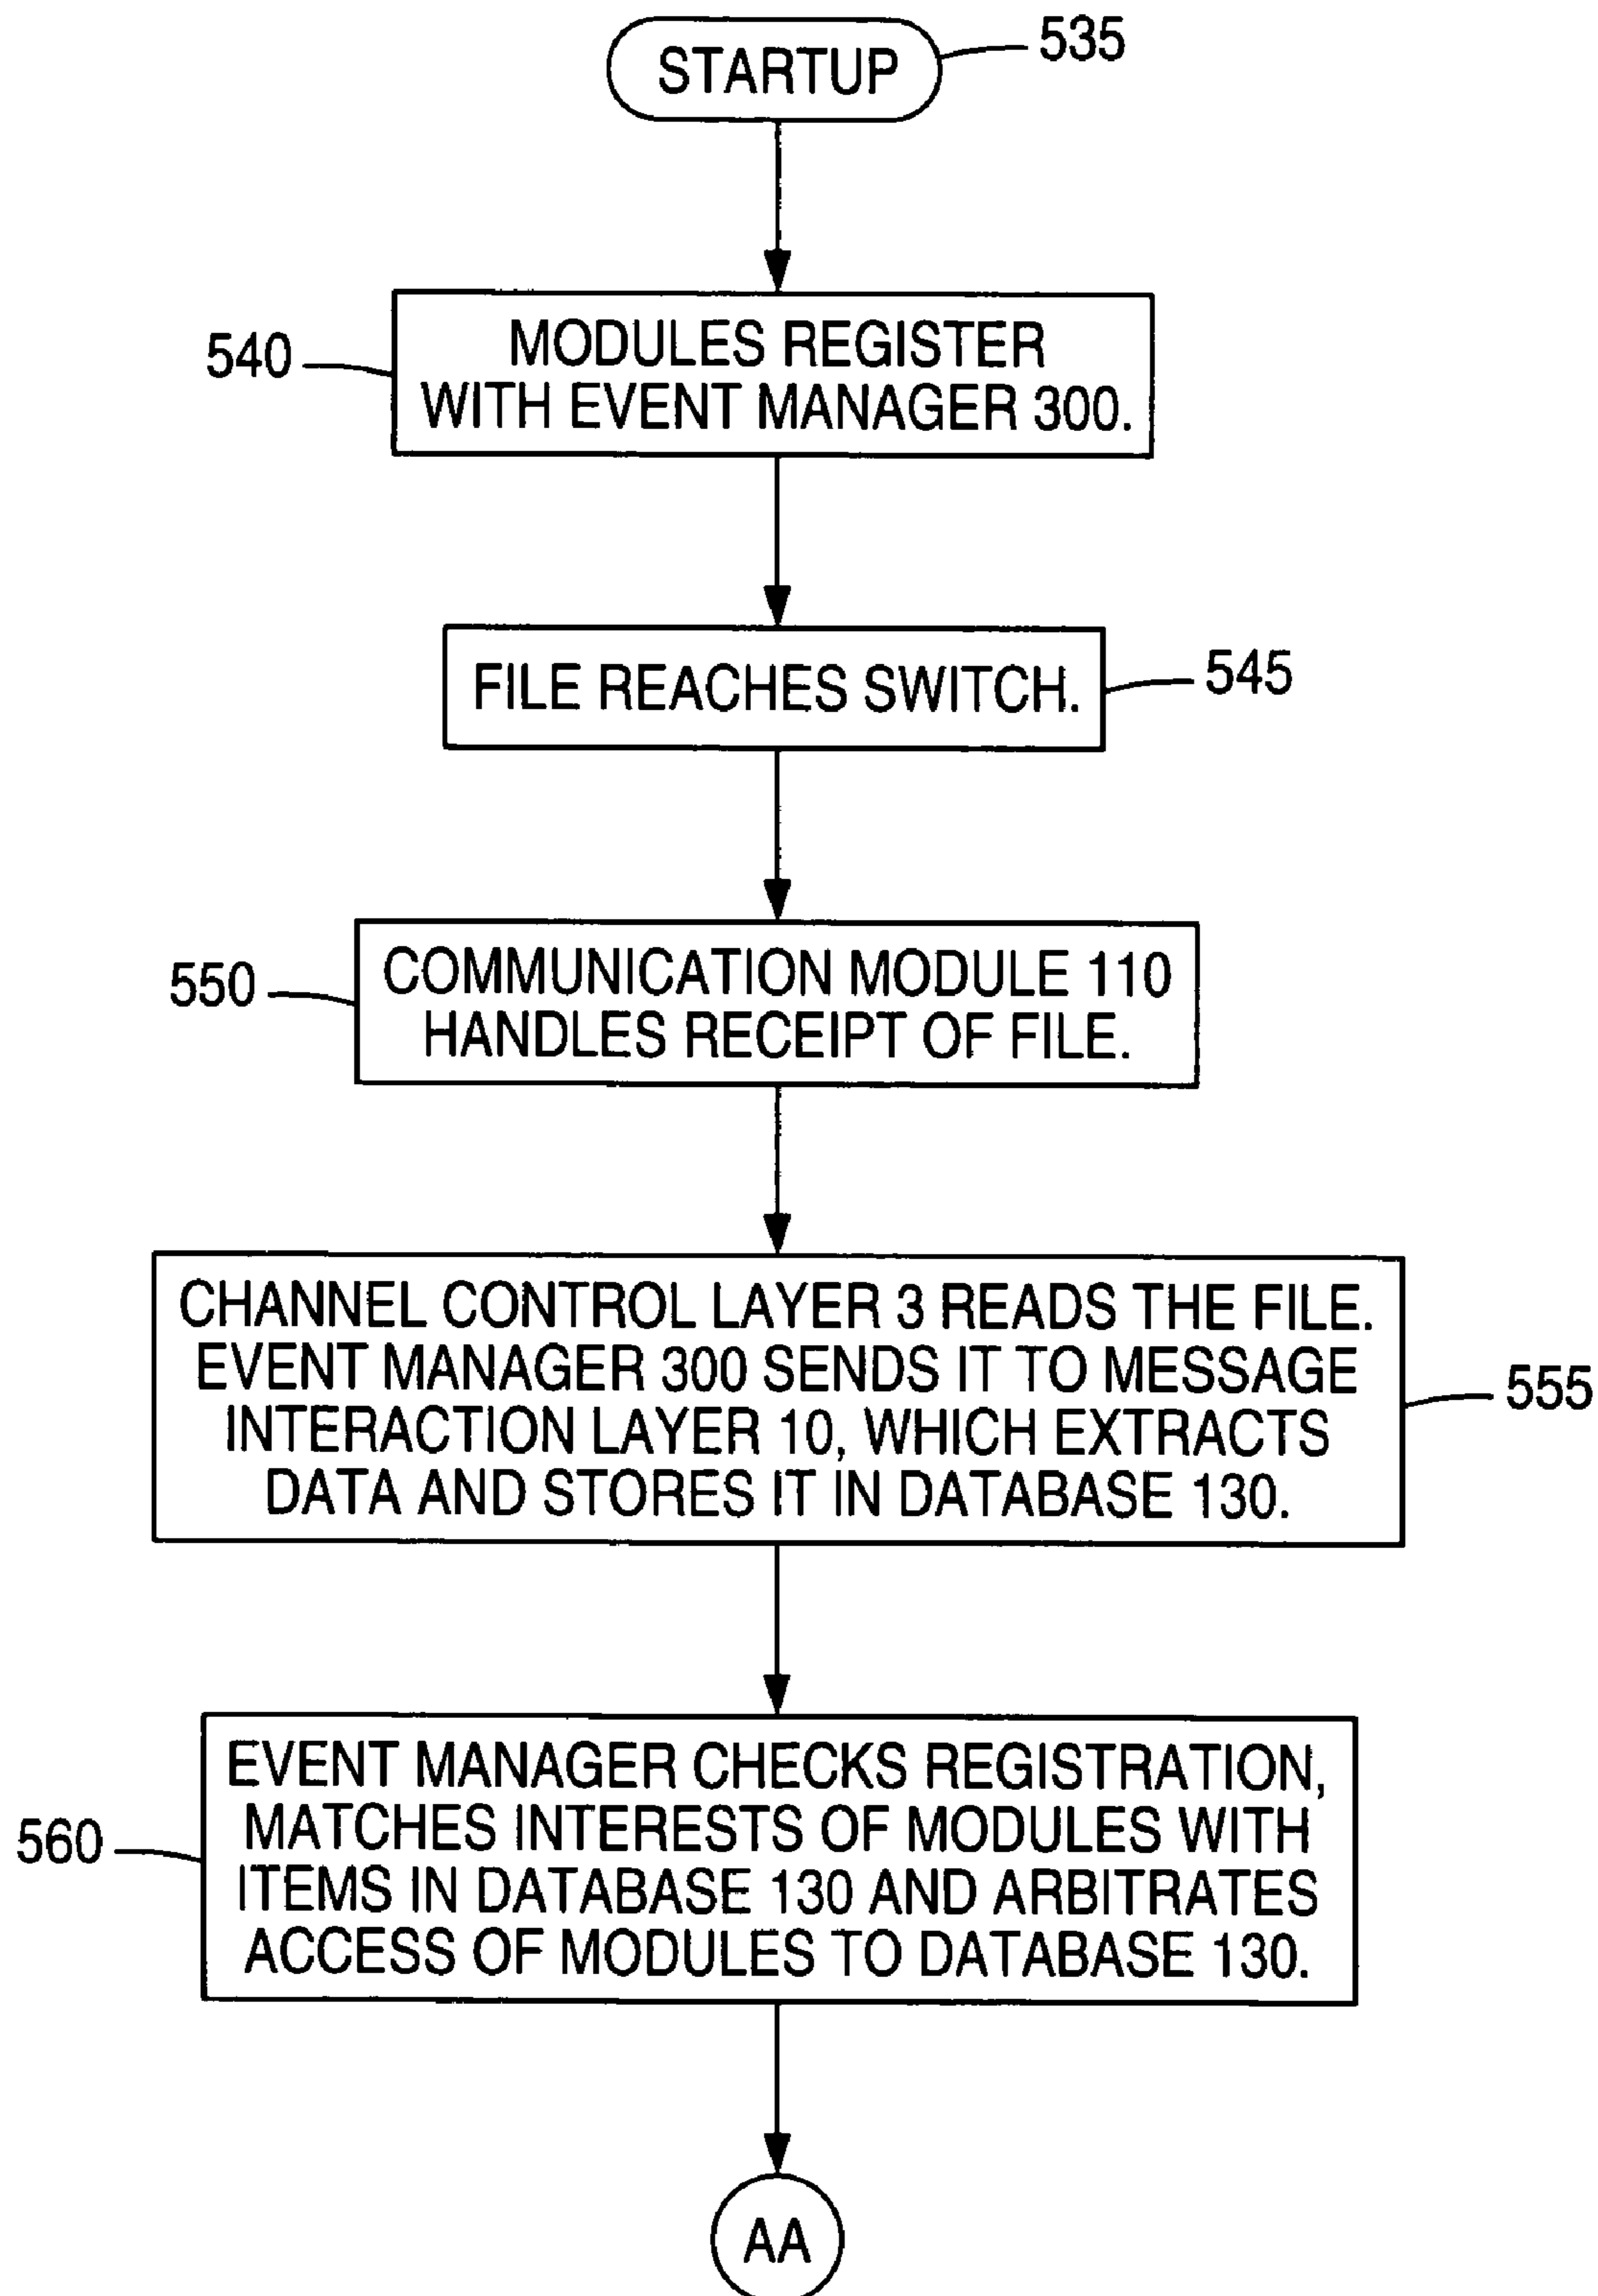 STARTUP
535
540
MODULES REGISTER
WITH EVENT MANAGER 300.
FILE REACHES SWITCH.
545
550
COMMUNICATION MODULE 110
HANDLES RECEIPT OF FILE.
CHANNEL CONTROL LAYER 3 READS THE FILE.
EVENT MANAGER 300 SENDS IT TO MESSAGE
INTERACTION LAYER 10, WHICH EXTRACTS
DATA AND STORES IT IN DATABASE 130.
555
560
EVENT MANAGER CHECKS REGISTRATION,
MATCHES INTERESTS OF MODULES WITH
ITEMS IN DATABASE 130 AND ARBITRATES
ACCESS OF MODULES TO DATABASE 130.
AA